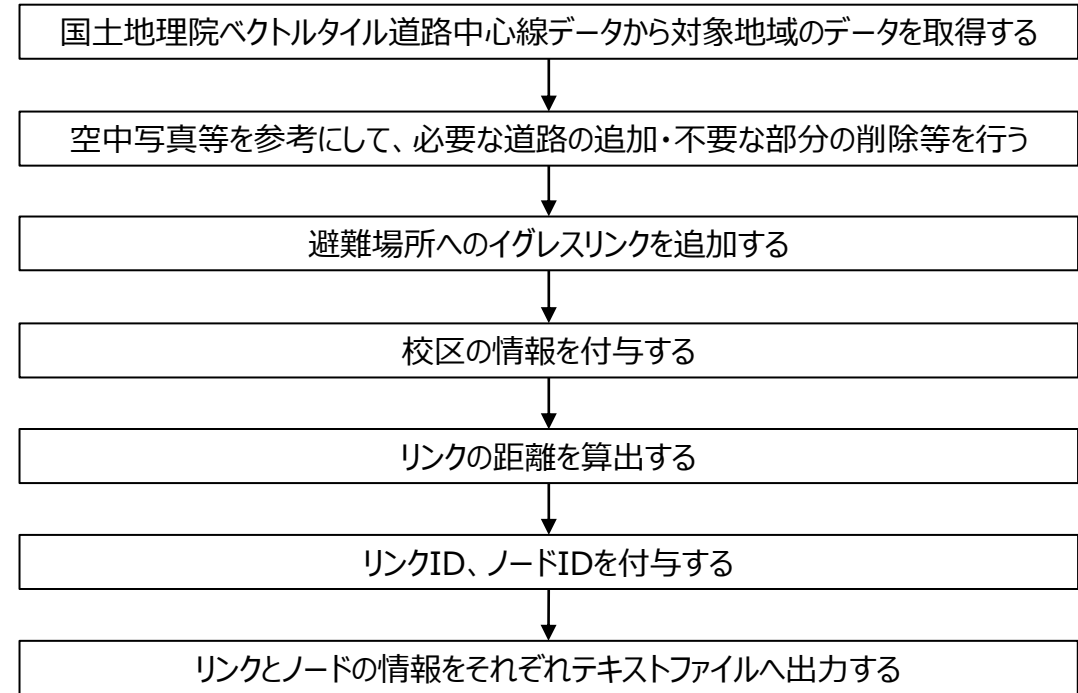 国土地理院ベクトルタイル道路中心線データから対象地域のデータを取得する
空中写真等を参考にして、必要な道路の追加・不要な部分の削除等を行う
避難場所へのイグレスリンクを追加する
校区の情報を付与する
リンクの距離を算出する
リンクID、ノードIDを付与する
リンクとノードの情報をそれぞれテキストファイルへ出力する